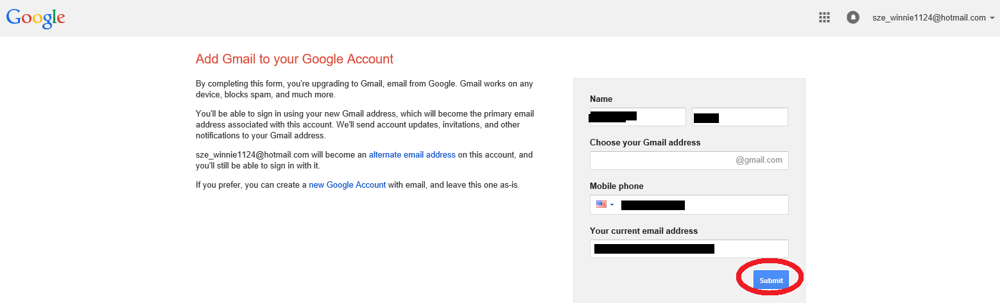 Google
sze_winnie1124@hotmail.com
Add Gmail to your Google Account
By completing this form, you're upgrading to Gmail, email from Google. Gmail works on any
device, blocks spam, and much more.
You'll be able to sign in using your new Gmail address, which will become the primary email
address associated with this account. We'll send account updates, invitations, and other
notifications to your Gmail address.
sze_winnie1124@hotmail.com will become an alternate email address on this account, and
you'll still be able to sign in with it.
If you prefer, you can create a new Google Account with email, and leave this one as-is.
Name
Choose your Gmail address
@gmail.com
Mobile phone
Your current email address
Submit